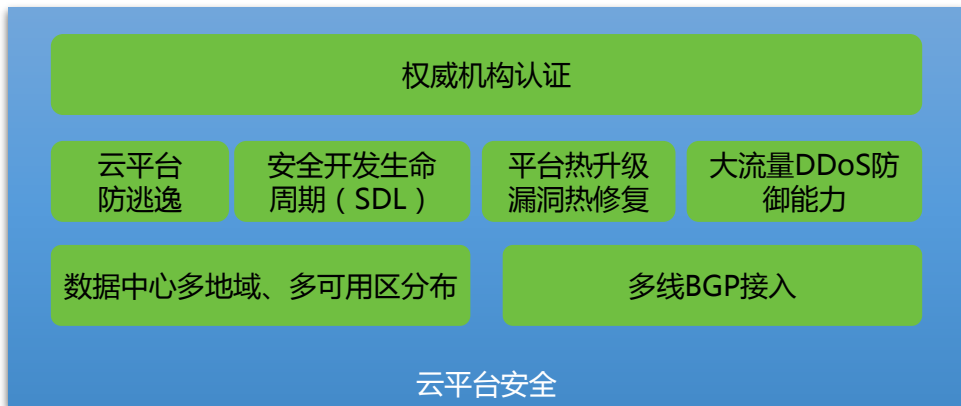 权威机构认证
云平台
防逃逸
安全开发生命
周期（SDL）
平台热升级
漏洞热修复
大流量DDoS防
御能力
数据中心多地域、多可用区分布
多线BGP接入
云平台安全